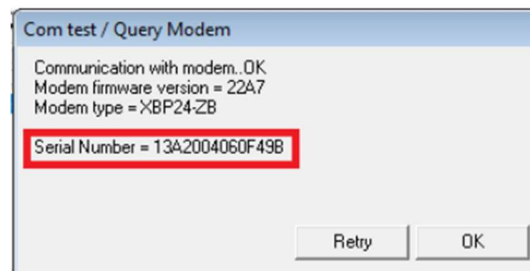 Com test / Query Modem
Communication with modem..OK
Modem firmware version = 22A7
Modem type = XBP24-ZB
Serial Number = 13A2004060F49B
Retry
OK